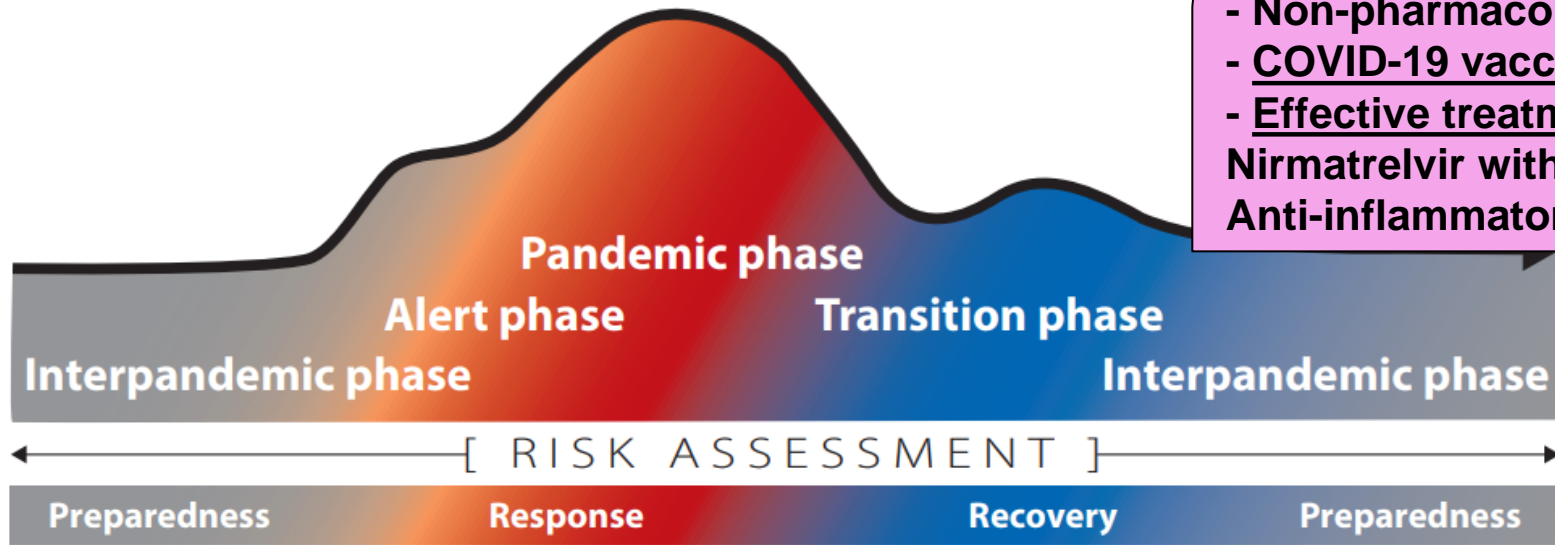 - Non-pharmaco
- COVID-19 vacc
- Effective treatn
Nirmatrelvir with
Anti-inflammator
Pandemic phase
Alert phase
Transition phase
Interpandemic phase
Interpandemic phase
[ RISK ASSESSMENT ]
Preparedness Response Recovery Preparedness